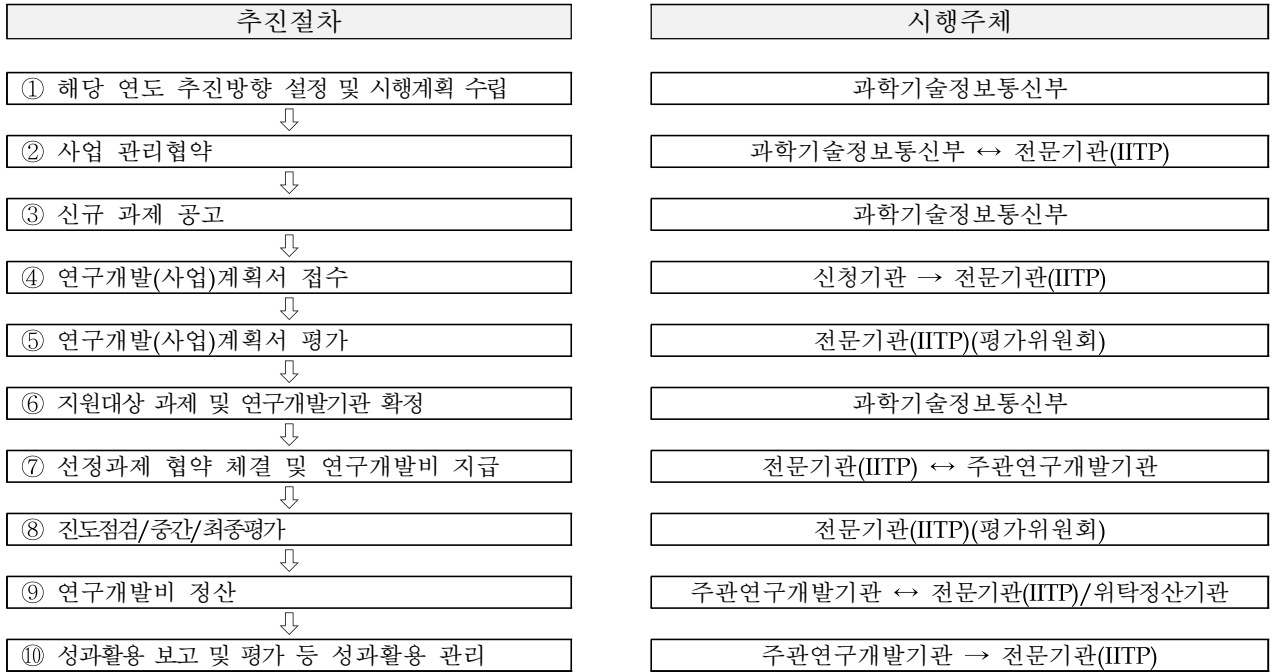 추진절차 시행주체
① 해당 연도 추진방향 설정 및 시행계획 수립 과학기술정보통신부
② 사업 관리협약 과학기술정보통신부 ↔ 전문기관(IITP)
③ 신규 과제 공고 과학기술정보통신부
④ 연구개발(사업)계획서 접수 신청기관 → 전문기관(IITP)
⑤ 연구개발(사업)계획서 평가 전문기관(IITP)(평가위원회)
⑥ 지원대상 과제 및 연구개발기관 확정 과학기술정보통신부
⑦ 선정과제 협약 체결 및 연구개발비 지급 전문기관(IITP) ↔ 주관연구개발기관
⑧ 진도점검/중간/최종평가 전문기관(IITP)(평가위원회)
⑨ 연구개발비 정산 주관연구개발기관 ↔ 전문기관(IITP)/위탁정산기관
⑩ 성과활용 보고 및 평가 등 성과활용 관리 주관연구개발기관 → 전문기관(IITP)